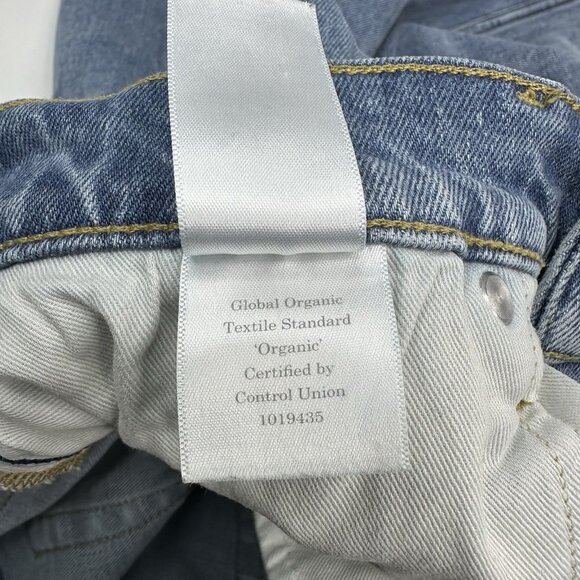 Global Organic
Textile Standard
'Organic'
Certified by
Control Union
1019435